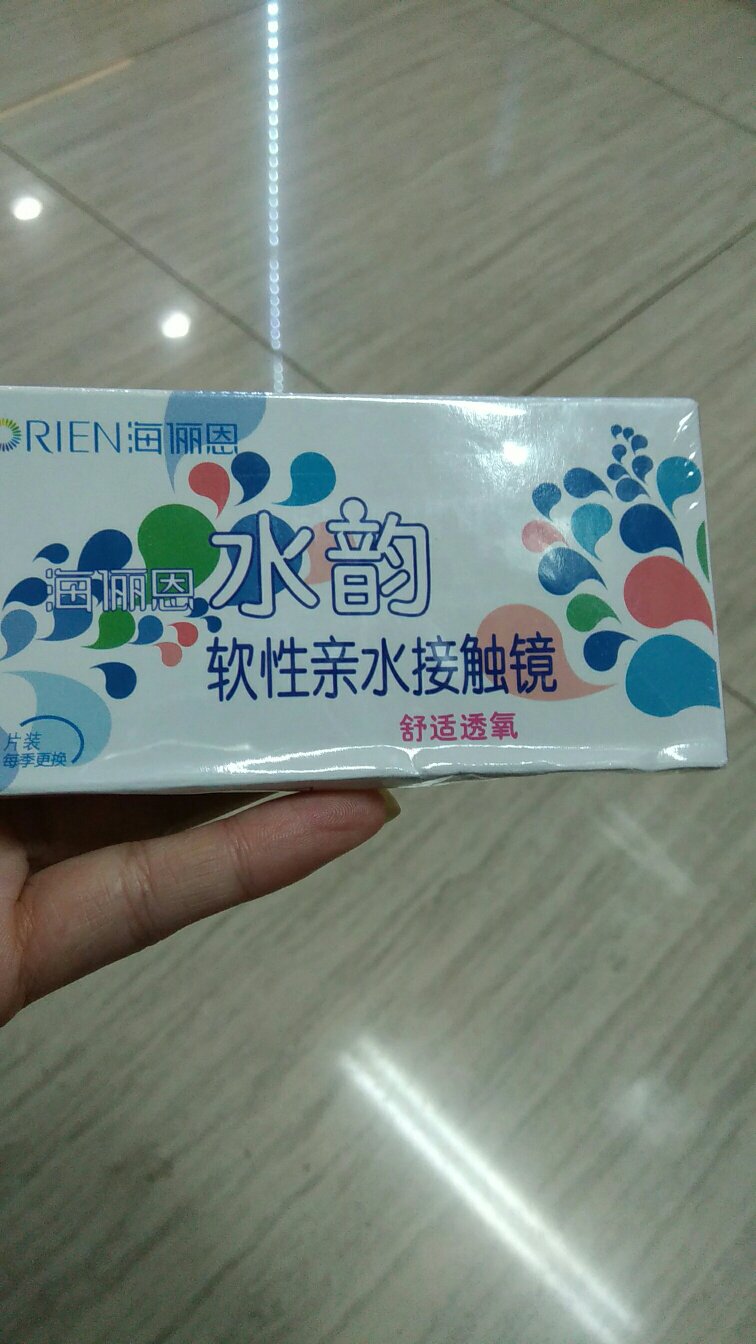 ORIEN海俪恩
海俪恩水韵
软性亲水接触镜
舒适透氧
片装
每季更换